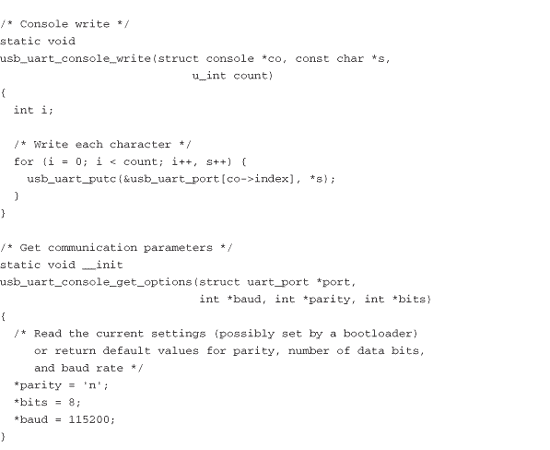 /* Console write */
static void
usb_uart_console_write(struct console *co, const char *s,
                            u_int count)
{
  int i;

  /* Write each character */
  for (i = 0; i < count; i++, s++) {
    usb_uart_putc(&usb_uart_port[co->index], *s);
  }
}

/* Get communication parameters */
static void __init
usb_uart_console_get_options(struct uart_port *port,
                             int *baud, int *parity, int *bits)
{
  /* Read the current settings (possibly set by a bootloader)
     or return default values for parity, number of data bits,
     and baud rate */
  *parity = 'n';
  *bits = 8;
  *baud = 115200;
}